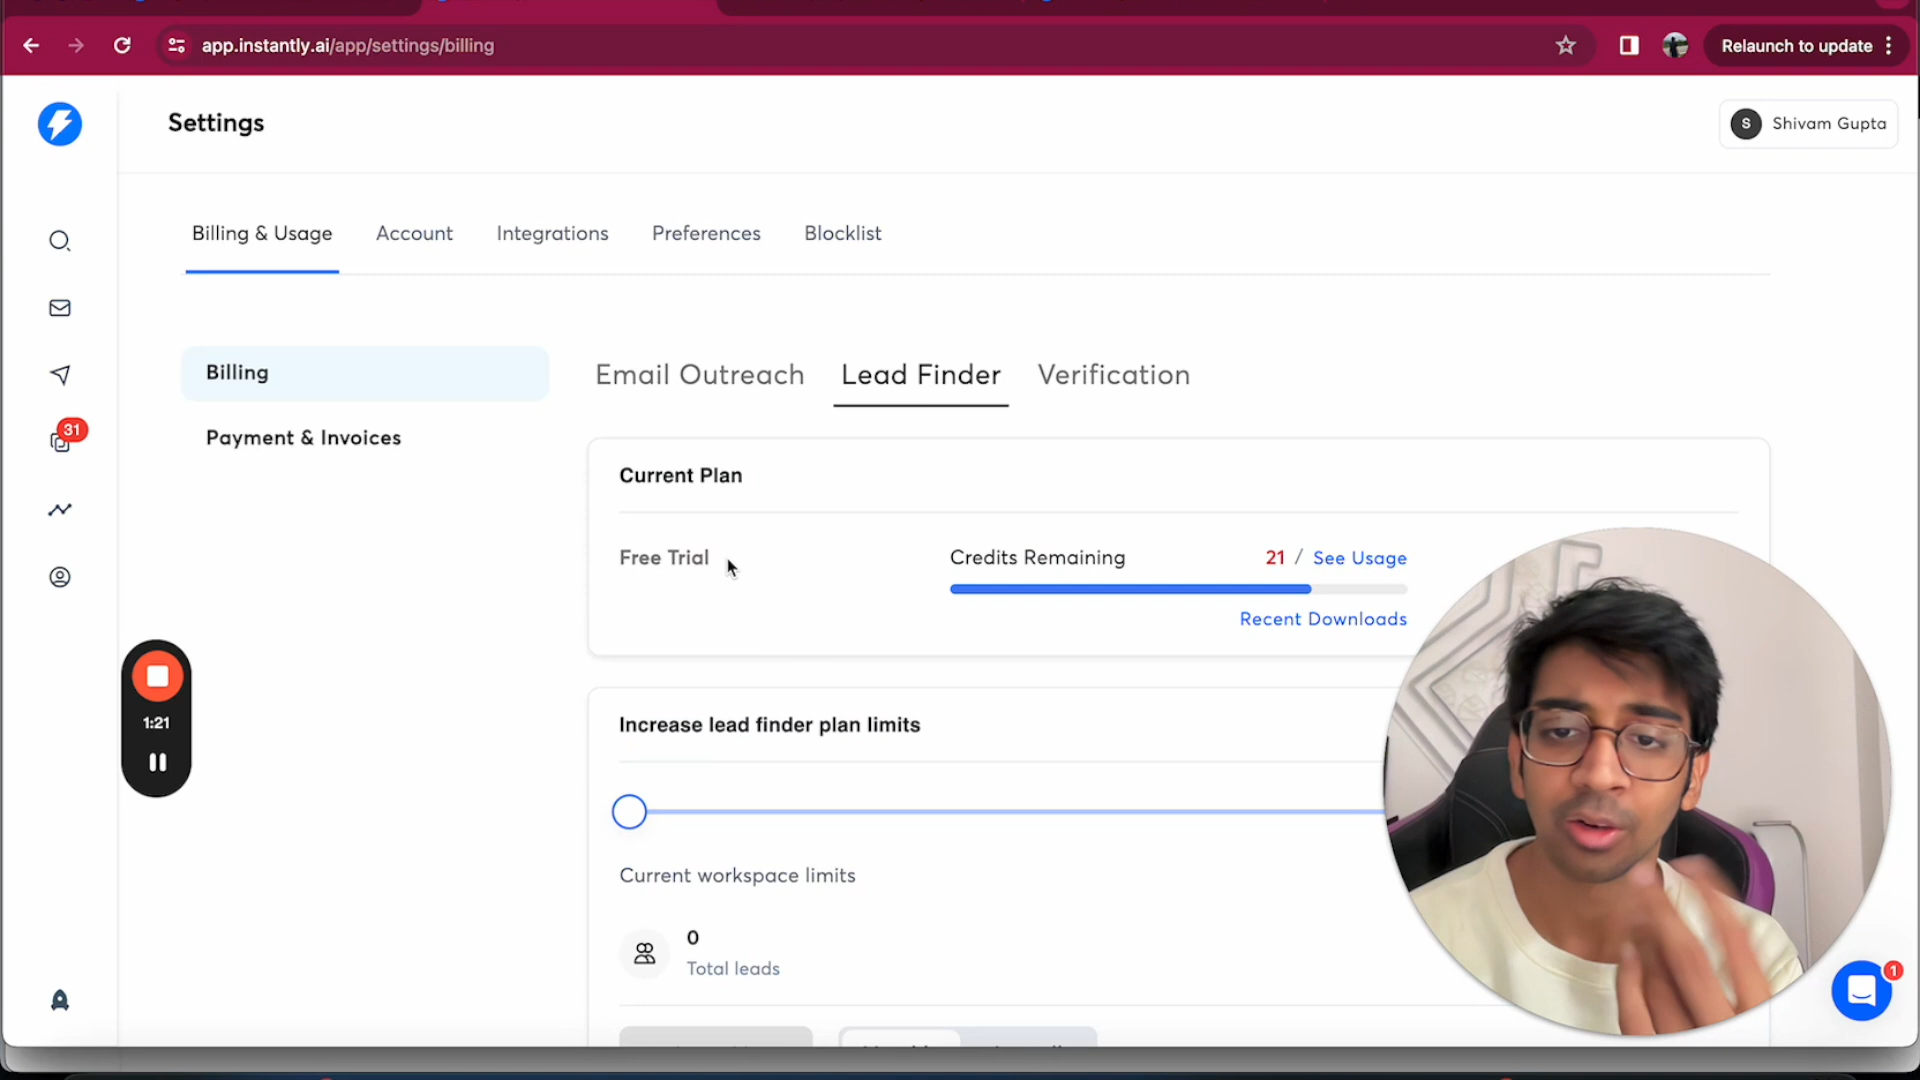 app.instantly.ai/app/settings/billing
Relaunch to update
Settings
S Shivam Gupta
Billing & Usage Account Integrations Preferences Blocklist
Billing
Payment & Invoices
Email Outreach Lead Finder Verification
Current Plan
Free Trial
Credits Remaining 21 / See Usage
Recent Downloads
31
1:21
Increase lead finder plan limits
Current workspace limits
0
Total leads
1